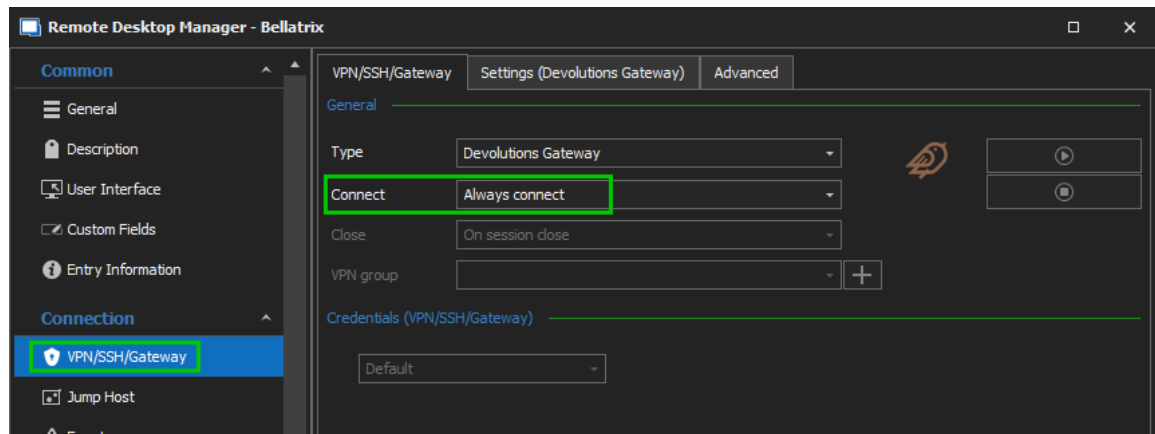 Remote Desktop Manager - Bellatrix
Common
General
Description
User Interface
Custom Fields
Entry Information
Connection
VPN/SSH/Gateway
Jump Host
VPN/SSH/Gateway
Settings (Devolutions Gateway)
Advanced
General
Type
Devolutions Gateway
Connect
Always connect
Close
On session close
VPN group
Credentials (VPN/SSH/Gateway)
Default